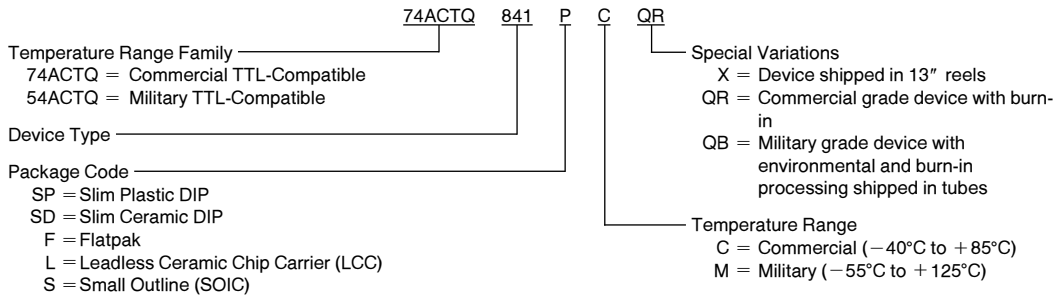 74ACTQ 841 P C QR
Temperature Range Family
74ACTQ = Commercial TTL-Compatible
54ACTQ = Military TTL-Compatible
Device Type
Package Code
SP = Slim Plastic DIP
SD = Slim Ceramic DIP
F = Flatpak
L = Leadless Ceramic Chip Carrier (LCC)
S = Small Outline (SOIC)
Special Variations
X = Device shipped in 13″ reels
QR = Commercial grade device with burn-
in
QB = Military grade device with
environmental and burn-in
processing shipped in tubes
Temperature Range
C = Commercial (−40°C to +85°C)
M = Military (−55°C to +125°C)